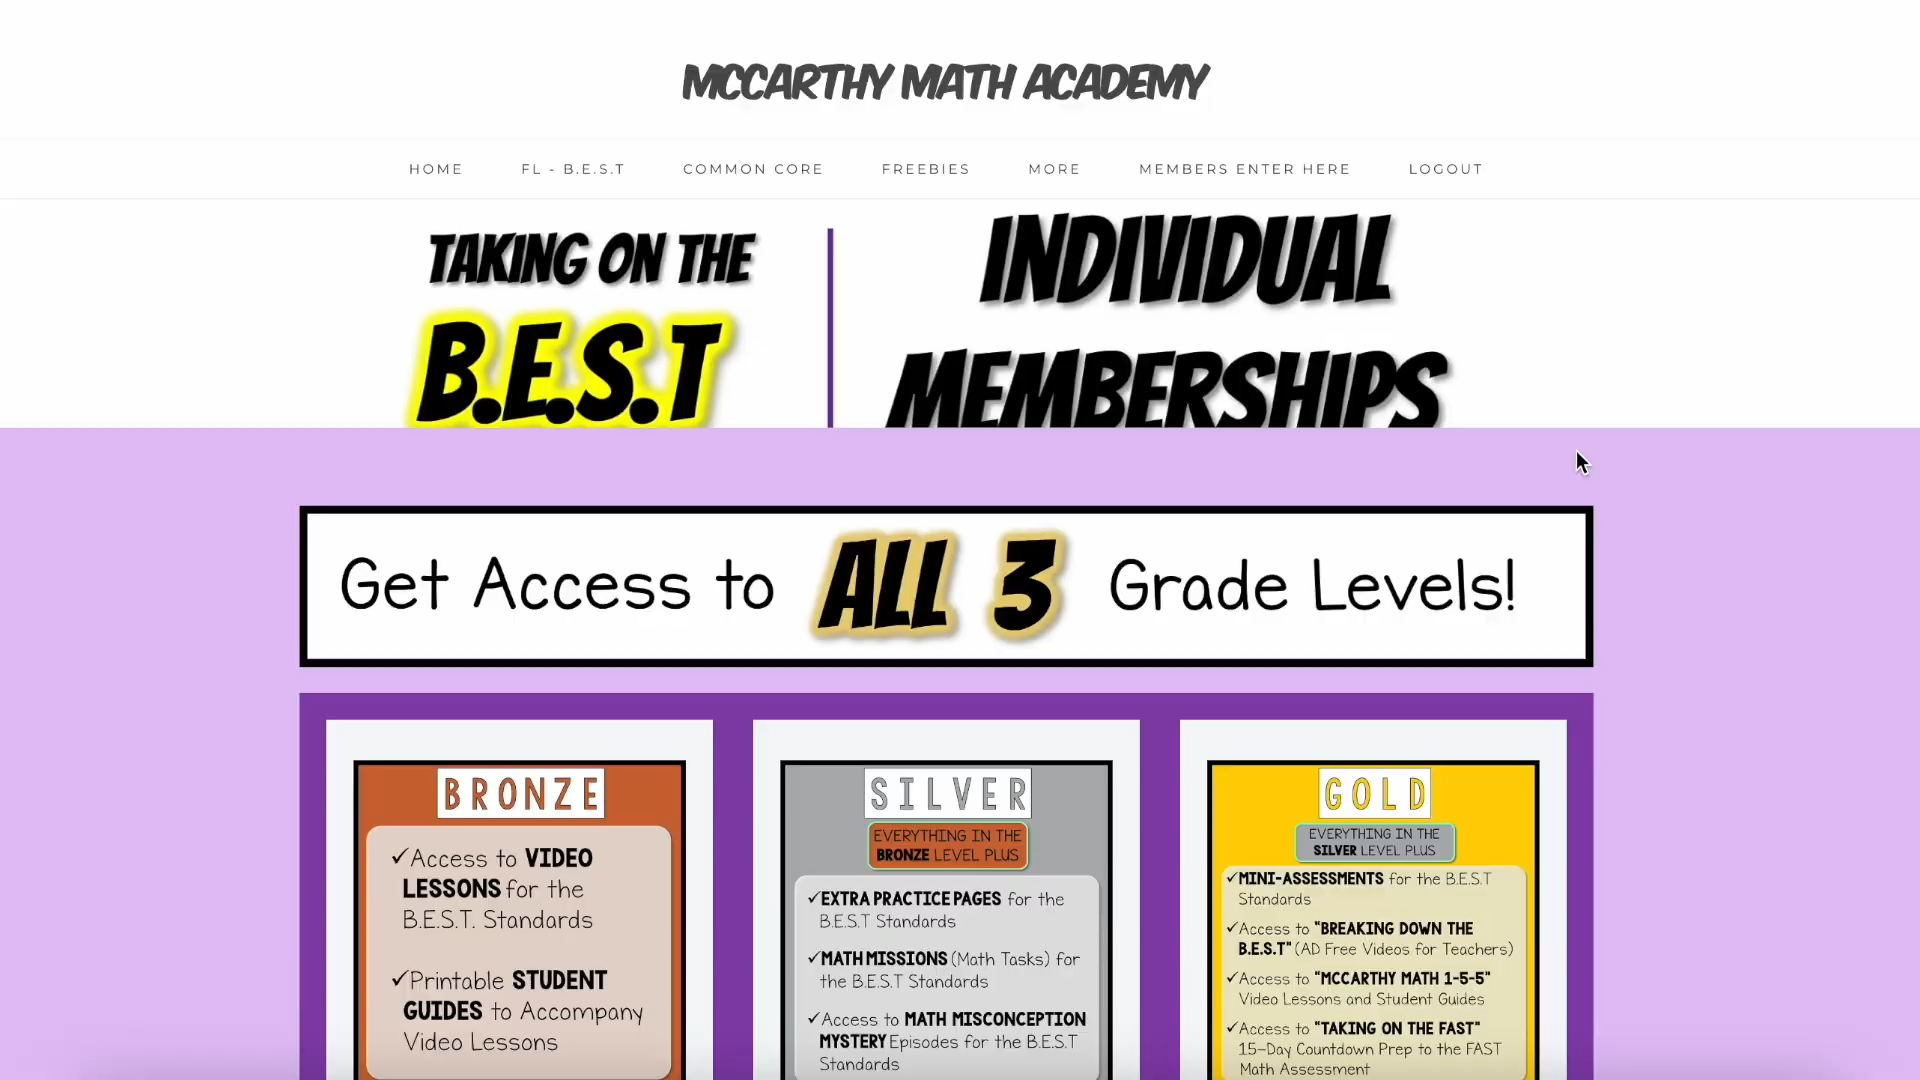 MCCARTHY MATH ACADEMY
HOME FL - B.E.S.T COMMON CORE FREEBIES MORE MEMBERS ENTER HERE LOGOUT
TAKING ON THE
B.E.S.T
INDIVIDUAL
MEMBERSHIPS
Get Access to ALL 3 Grade Levels!
BRONZE
✓Access to VIDEO
LESSONS for the
B.E.S.T. Standards
✓Printable STUDENT
GUIDES to Accompany
Video Lessons
SILVER
EVERYTHING IN THE
BRONZE LEVEL PLUS
✓EXTRA PRACTICE PAGES for the
B.E.S.T Standards
✓MATH MISSIONS (Math Tasks) for
the B.E.S.T Standards
✓Access to MATH MISCONCEPTION
MYSTERY Episodes for the B.E.S.T
Standards
GOLD
EVERYTHING IN THE
SILVER LEVEL PLUS
✓MINI-ASSESSMENTS for the B.E.S.T
Standards
✓Access to "BREAKING DOWN THE
B.E.S.T" (AD Free Videos for Teachers)
✓Access to "MCCARTHY MATH 1-5-5"
Video Lessons and Student Guides
✓Access to "TAKING ON THE FAST"
15-Day Countdown Prep to the FAST
Math Assessment